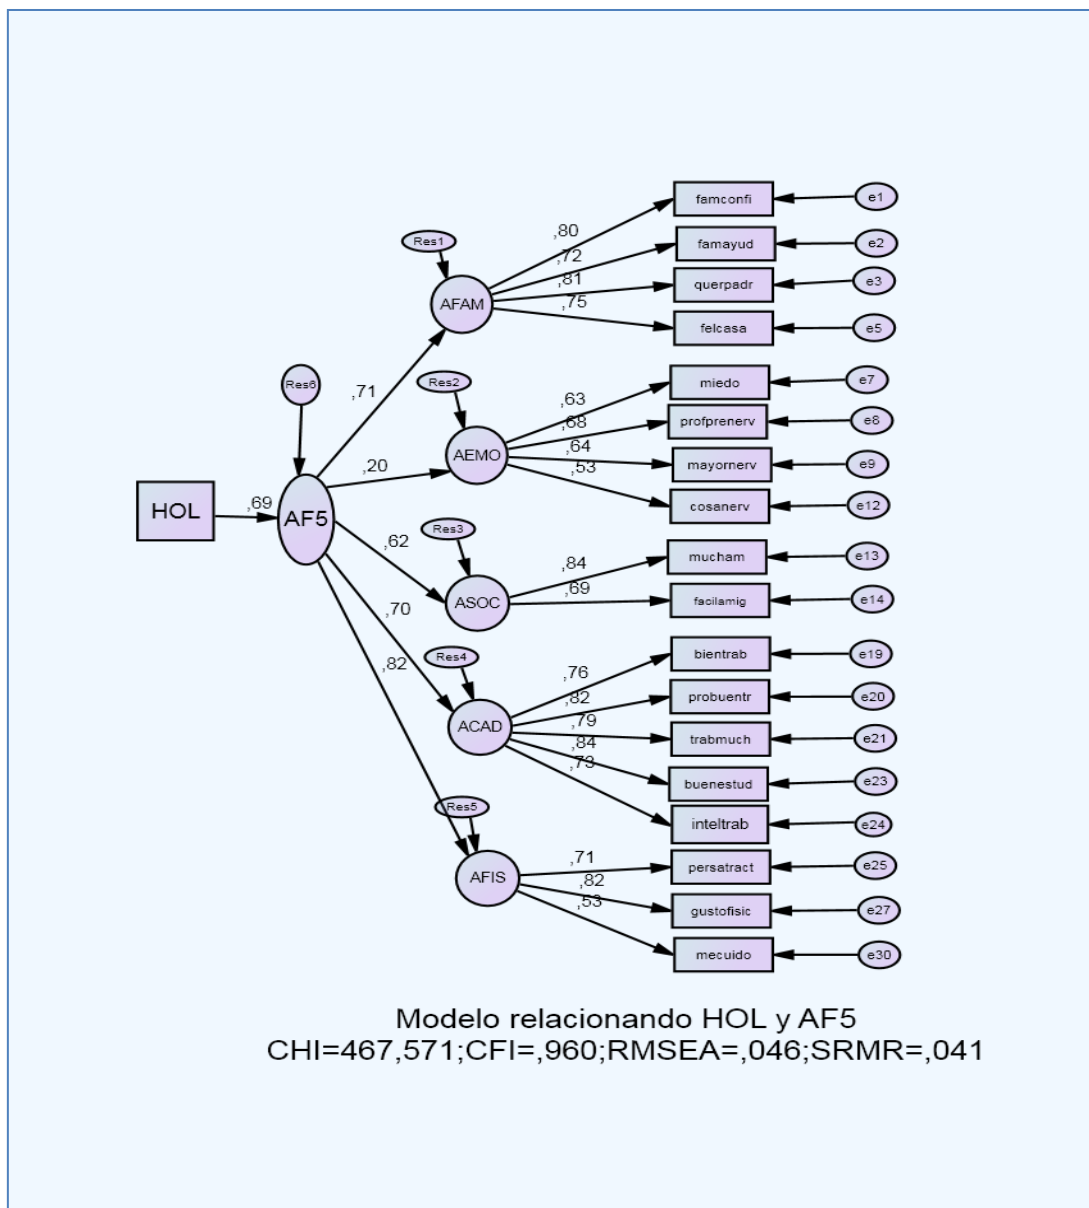 famconfi
e1
,80
Res1
famayud
e2
,72
querpadr
e3
,81
AFAM
,75
felcasa
e5
Res6
,71
Res2
miedo
e7
,63
profprenerv
e8
,68
AEMO
,64
mayornerv
e9
,20
,53
cosanerv
e12
HOL
,69
AF5
Res3
,62
,84
mucham
e13
ASOC
,69
facilamig
e14
,70
Res4
bientrab
e19
,82
,76
probuentr
e20
,82
ACAD
,79
trabmuch
e21
,84
buenestud
e23
,73
Res5
inteltrab
e24
,71
persatract
e25
AFIS
,82
gustofisic
e27
,53
mecuido
e30
Modelo relacionando HOL y AF5
CHI=467,571;CFI=,960;RMSEA=,046;SRMR=,041